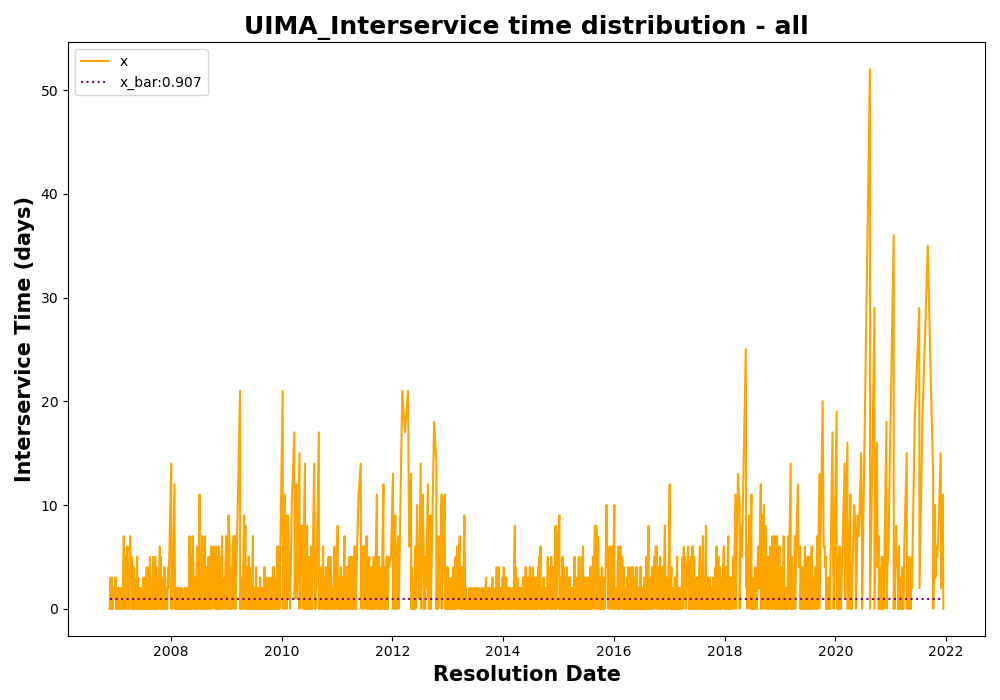 UIMA_Interservice time distribution - all
x
x_bar:0.907
Interservice Time (days)
50
40
30
20
10
0
2008 2010 2012 2014 2016 2018 2020 2022
Resolution Date